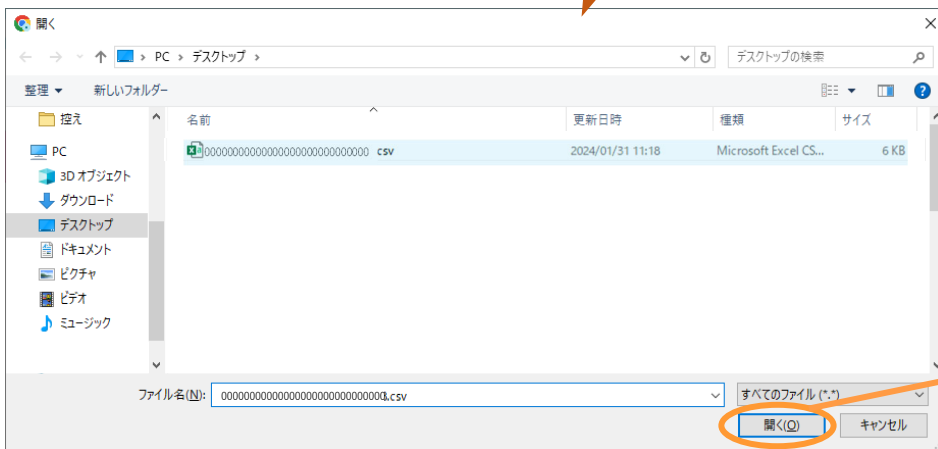 開く
PC > デスクトップ >
デスクトップの検索
整理
新しいフォルダー
控え
PC
3D オブジェクト
ダウンロード
デスクトップ
ドキュメント
ピクチャ
ビデオ
ミュージック
名前 更新日時 種類 サイズ
csv 2024/01/31 11:18 Microsoft Excel CS... 6 KB
ファイル名(N):
.csv
すべてのファイル (*.*)
開く(O)
キャンセル